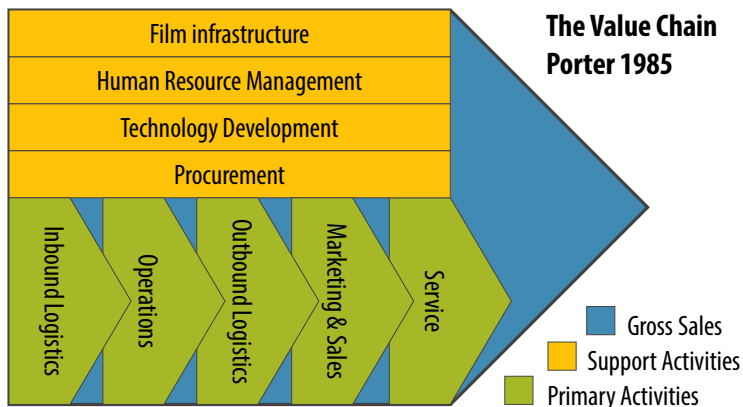 The Value Chain
Porter 1985
Film infrastructure
Human Resource Management
Technology Development
Procurement
Inbound Logistics
Operations
Outbound Logistics
Marketing & Sales
Service
Gross Sales
Support Activities
Primary Activities